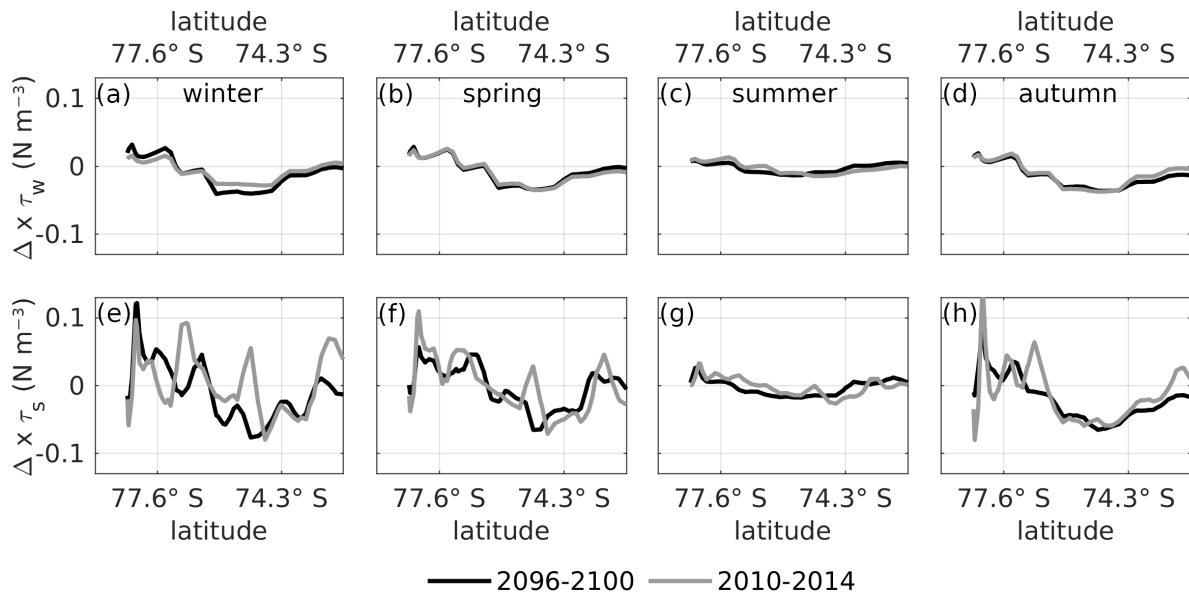 latitude latitude latitude latitude
77.6° S 74.3° S 77.6° S 74.3° S 77.6° S 74.3° S 77.6° S 74.3° S
Δ x τw (N m⁻³)
0.1
0
-0.1
(a) winter
(b) spring
(c) summer
(d) autumn
Δ x τs (N m⁻³)
0.1
0
-0.1
(e)
(f)
(g)
(h)
77.6° S 74.3° S 77.6° S 74.3° S 77.6° S 74.3° S 77.6° S 74.3° S
latitude latitude latitude latitude
2096-2100 2010-2014